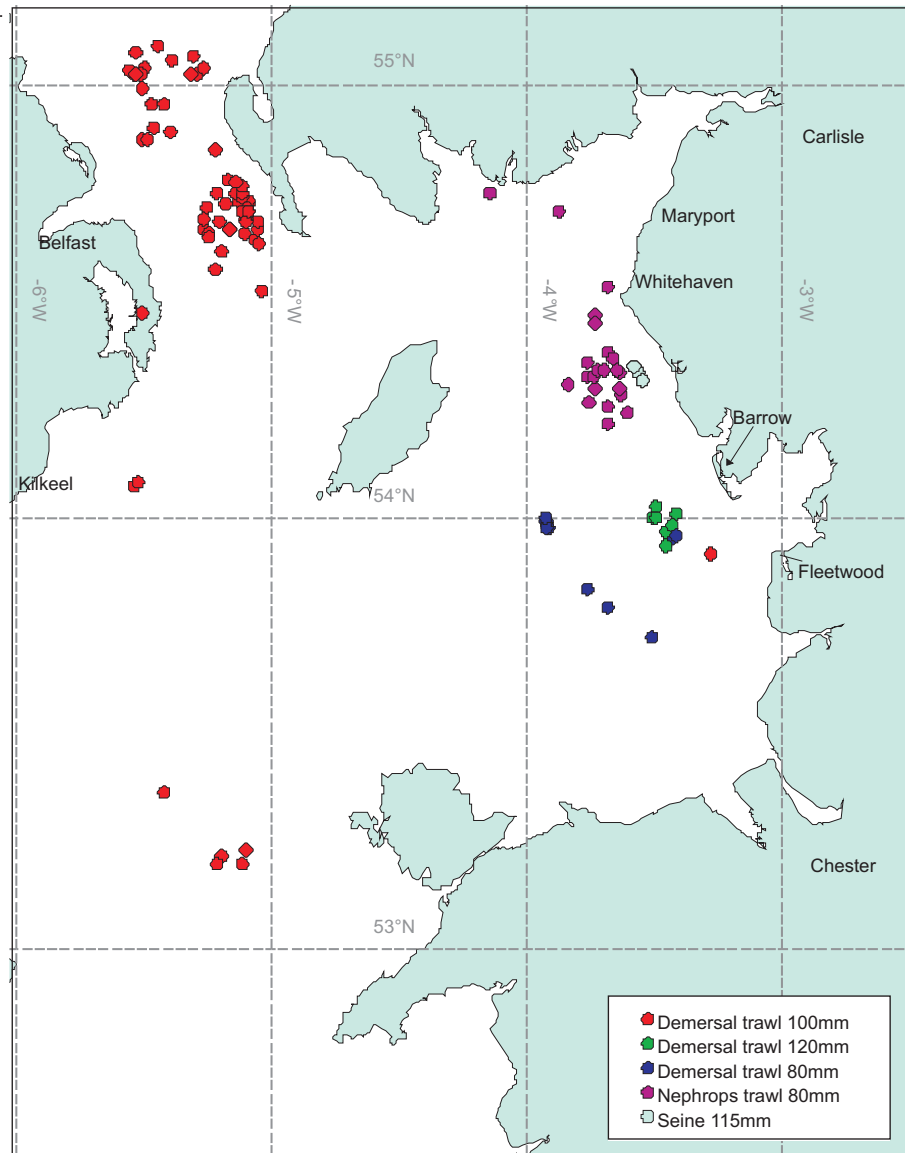 55°N
Carlisle
Maryport
Belfast
Whitehaven
-6°W
-5°W
-4°W
-3°W
Barrow
Kilkeel
54°N
Fleetwood
Chester
53°N
Demersal trawl 100mm
Demersal trawl 120mm
Demersal trawl 80mm
Nephrops trawl 80mm
Seine 115mm